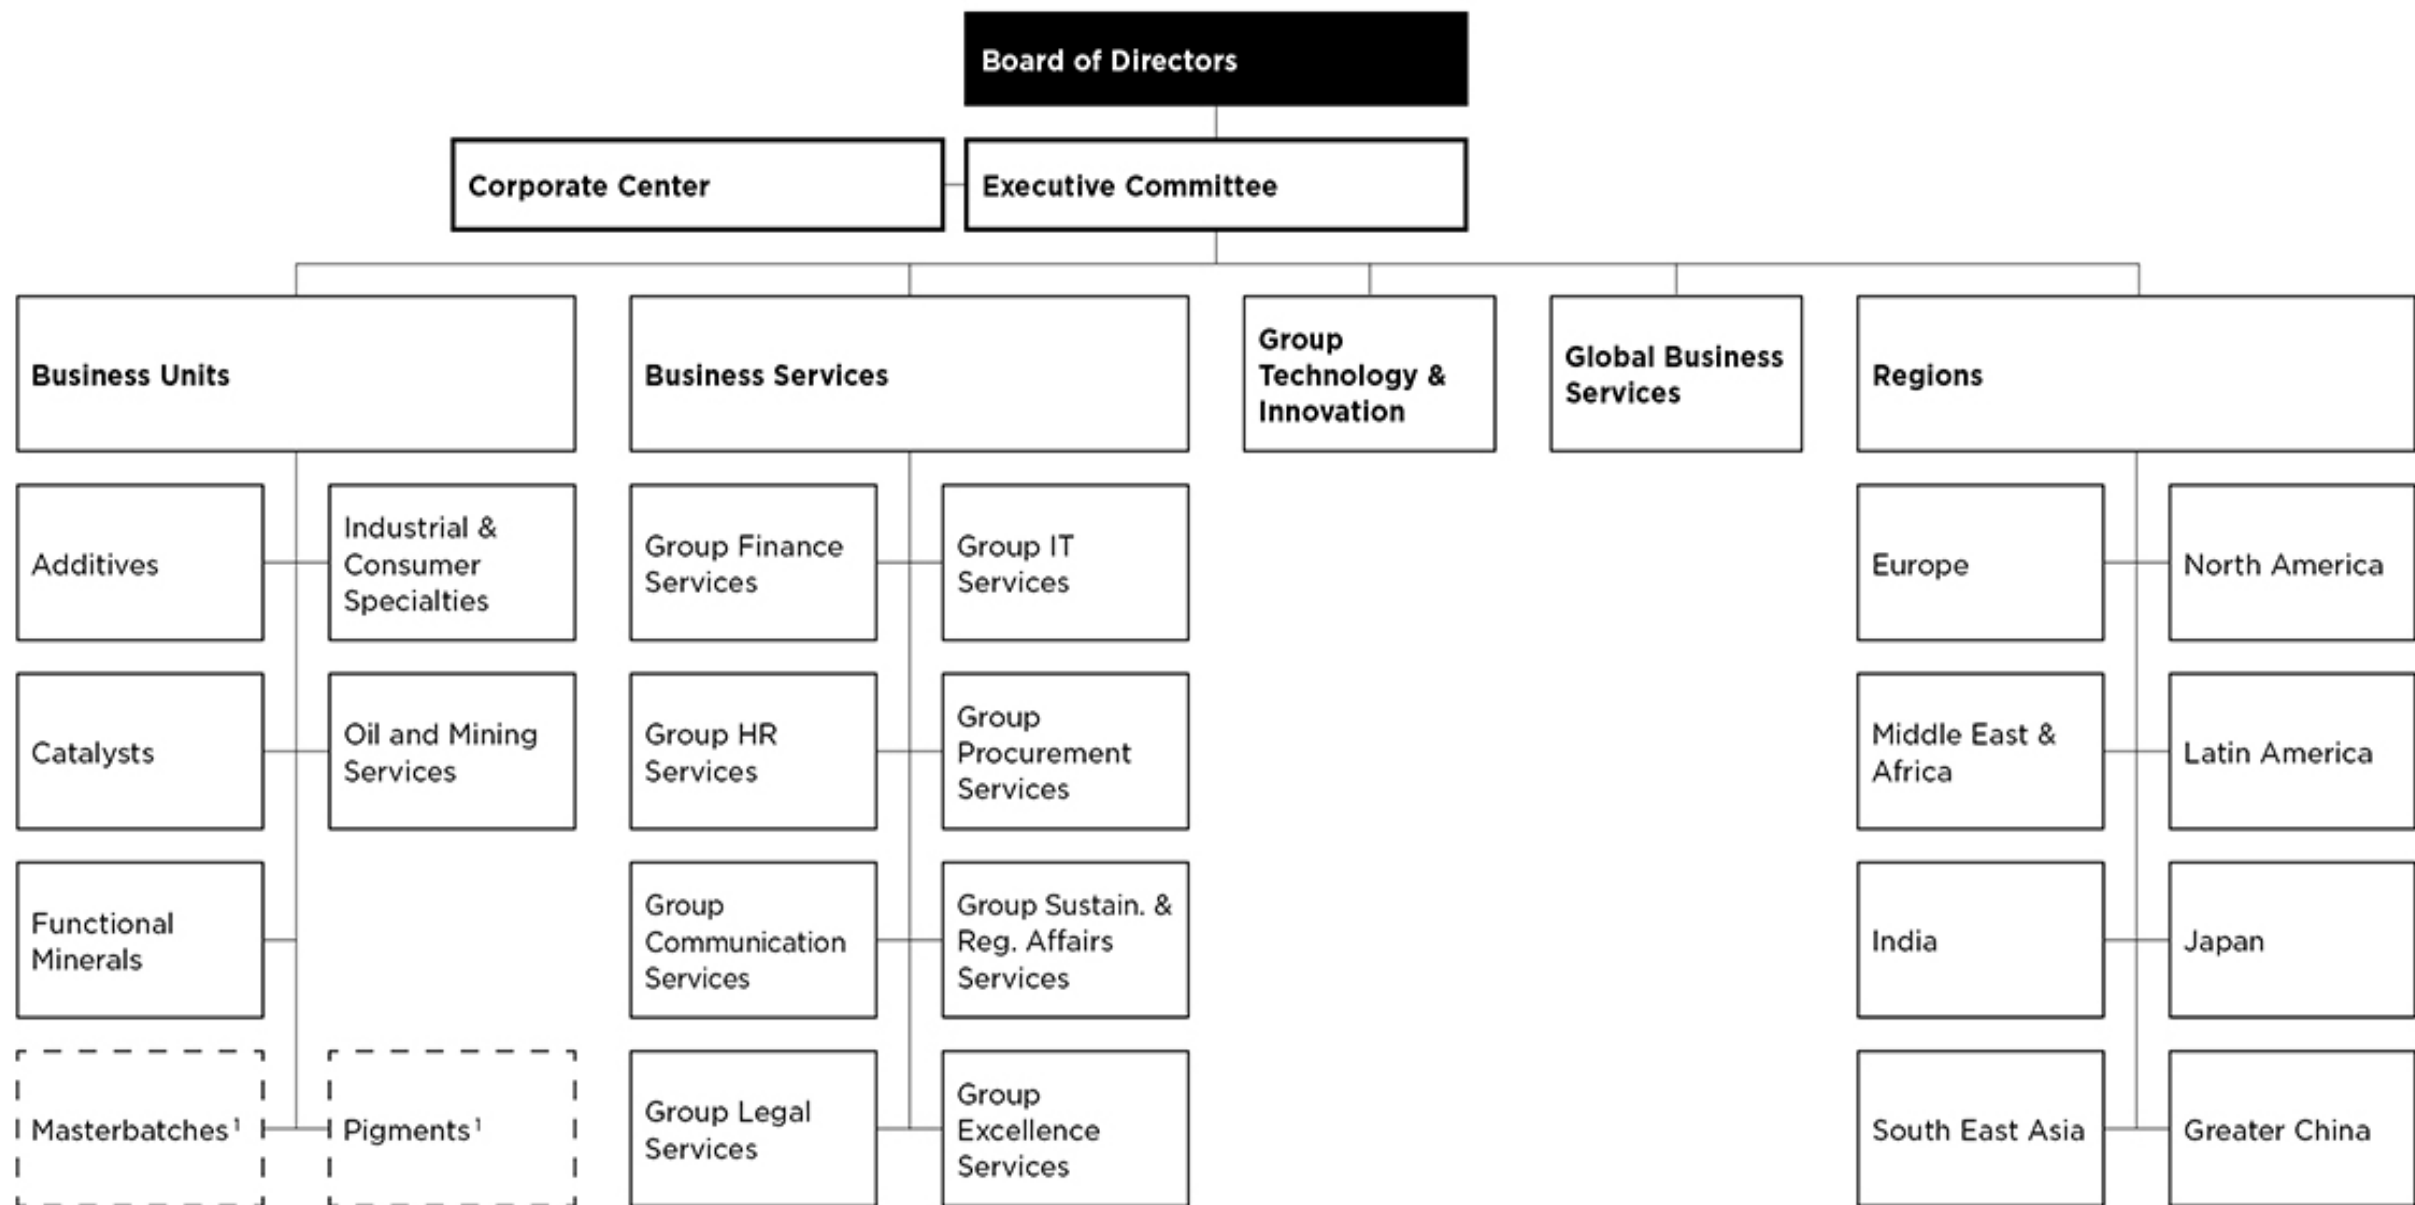 Board of Directors
Corporate Center
Executive Committee
Business Units
Business Services
Group
Technology &
Innovation
Global Business
Services
Regions
Additives
Industrial &
Consumer
Specialties
Group Finance
Services
Group IT
Services
Europe
North America
Catalysts
Oil and Mining
Services
Group HR
Services
Group
Procurement
Services
Middle East &
Africa
Latin America
Functional
Minerals
Group
Communication
Services
Group Sustain. &
Reg. Affairs
Services
India
Japan
Masterbatches¹
Pigments¹
Group Legal
Services
Group
Excellence
Services
South East Asia
Greater China